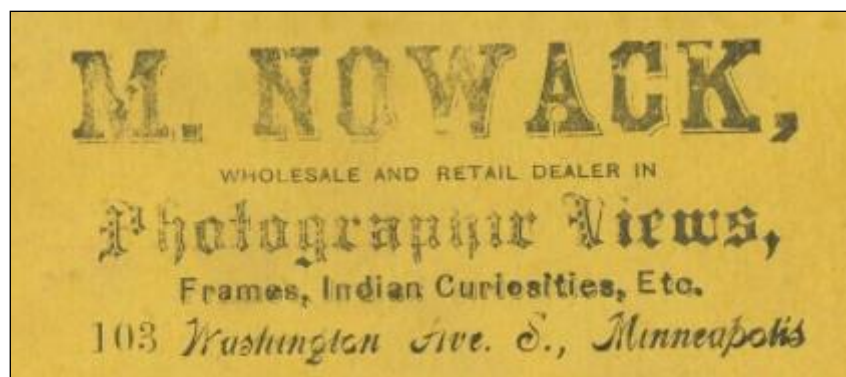 M. NOWACK,
WHOLESALE AND RETAIL DEALER IN
Photographic Views,
Frames, Indian Curiosities, Etc.
103 Washington Ave. S., Minneapolis